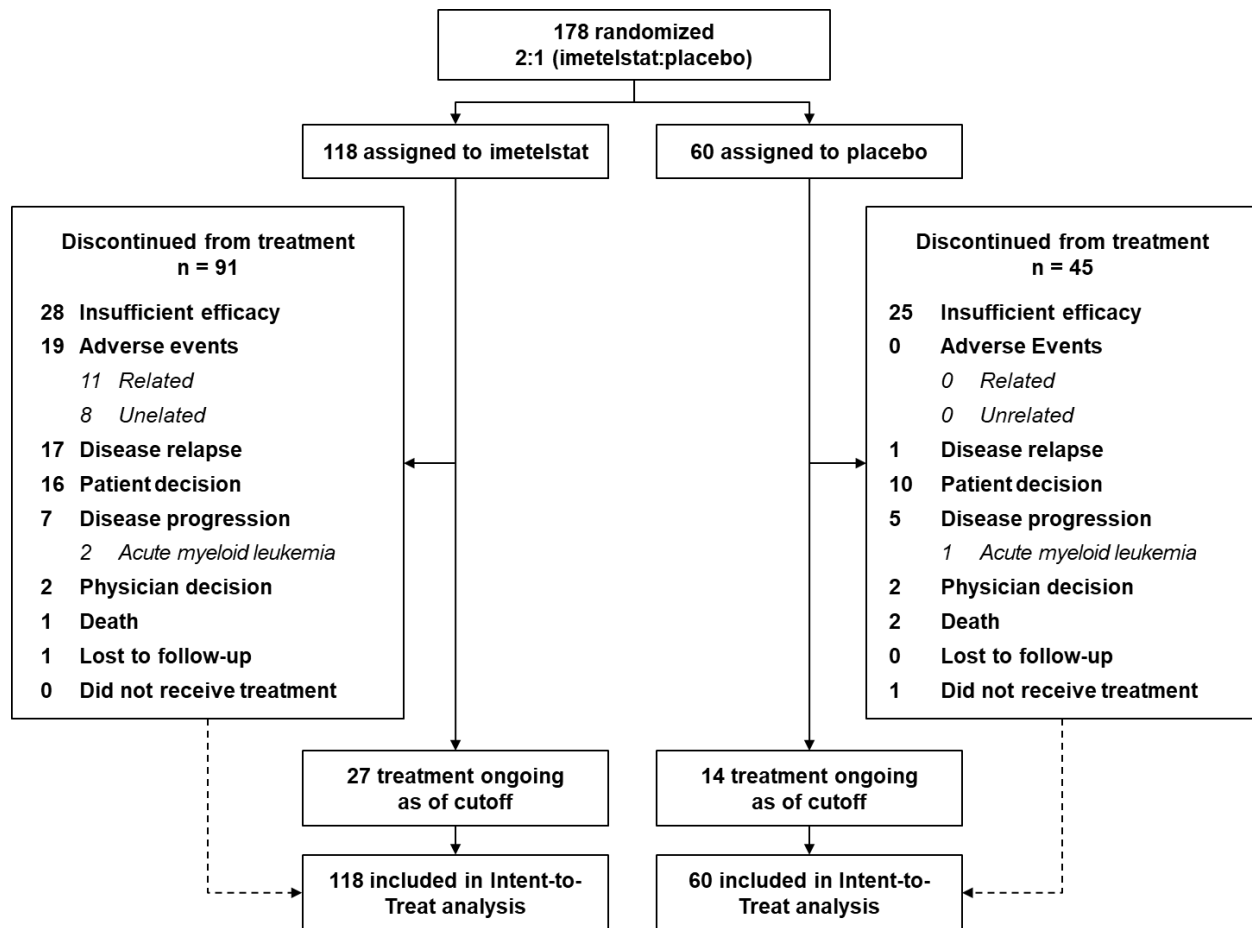 178 randomized
2:1 (imetelstat:placebo)
118 assigned to imetelstat
60 assigned to placebo
Discontinued from treatment
n = 91
28 Insufficient efficacy
19 Adverse events
11 Related
8 Unelated
17 Disease relapse
16 Patient decision
7 Disease progression
2 Acute myeloid leukemia
2 Physician decision
1 Death
1 Lost to follow-up
0 Did not receive treatment
Discontinued from treatment
n = 45
25 Insufficient efficacy
0 Adverse Events
0 Related
0 Unrelated
1 Disease relapse
10 Patient decision
5 Disease progression
1 Acute myeloid leukemia
2 Physician decision
2 Death
0 Lost to follow-up
1 Did not receive treatment
27 treatment ongoing
as of cutoff
14 treatment ongoing
as of cutoff
118 included in Intent-to-
Treat analysis
60 included in Intent-to-
Treat analysis